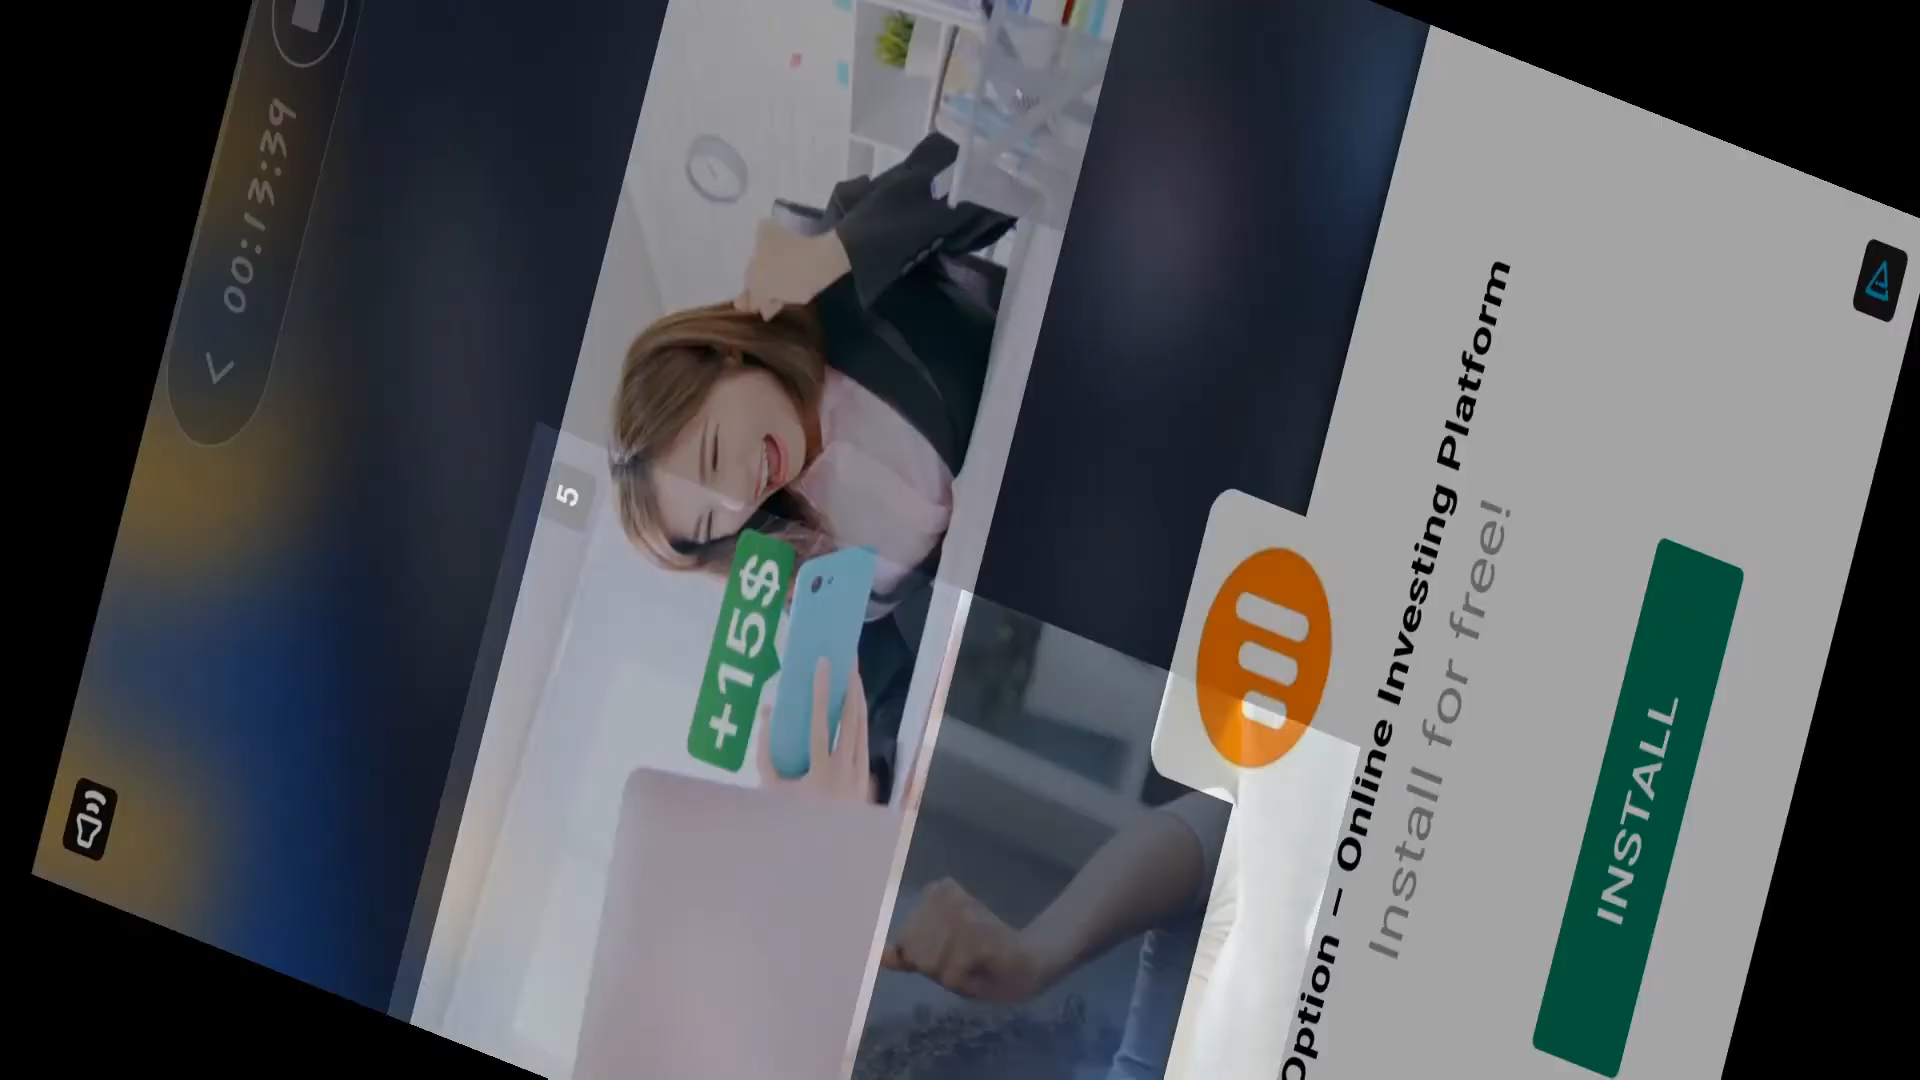 00:13:39
5
+15$
Option – Online Investing Platform
Install for free!
INSTALL